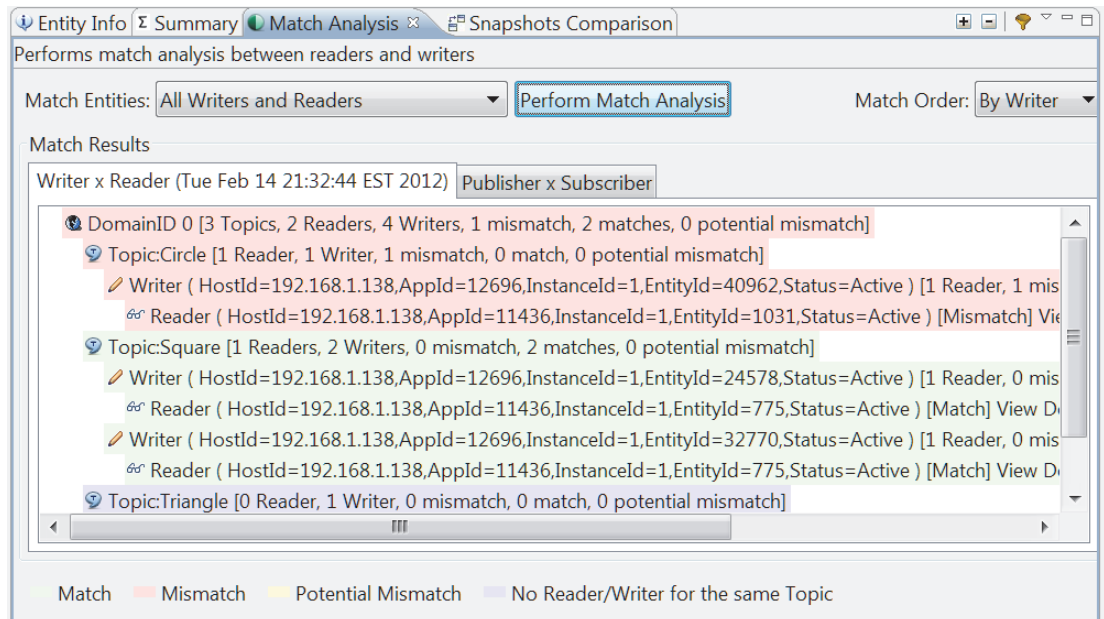 Entity Info Σ Summary Match Analysis Snapshots Comparison
Performs match analysis between readers and writers
Match Entities: All Writers and Readers Perform Match Analysis Match Order: By Writer
Match Results
Writer x Reader (Tue Feb 14 21:32:44 EST 2012) Publisher x Subscriber
DomainID 0 [3 Topics, 2 Readers, 4 Writers, 1 mismatch, 2 matches, 0 potential mismatch]
Topic:Circle [1 Reader, 1 Writer, 1 mismatch, 0 match, 0 potential mismatch]
Writer ( HostId=192.168.1.138,AppId=12696,InstanceId=1,EntityId=40962,Status=Active ) [1 Reader, 1 mis
Reader ( HostId=192.168.1.138,AppId=11436,InstanceId=1,EntityId=1031,Status=Active ) [Mismatch] Vie
Topic:Square [1 Readers, 2 Writers, 0 mismatch, 2 matches, 0 potential mismatch]
Writer ( HostId=192.168.1.138,AppId=12696,InstanceId=1,EntityId=24578,Status=Active ) [1 Reader, 0 mis
Reader ( HostId=192.168.1.138,AppId=11436,InstanceId=1,EntityId=775,Status=Active ) [Match] View D
Writer ( HostId=192.168.1.138,AppId=12696,InstanceId=1,EntityId=32770,Status=Active ) [1 Reader, 0 mis
Reader ( HostId=192.168.1.138,AppId=11436,InstanceId=1,EntityId=775,Status=Active ) [Match] View D
Topic:Triangle [0 Reader, 1 Writer, 0 mismatch, 0 match, 0 potential mismatch]
Match Mismatch Potential Mismatch No Reader/Writer for the same Topic